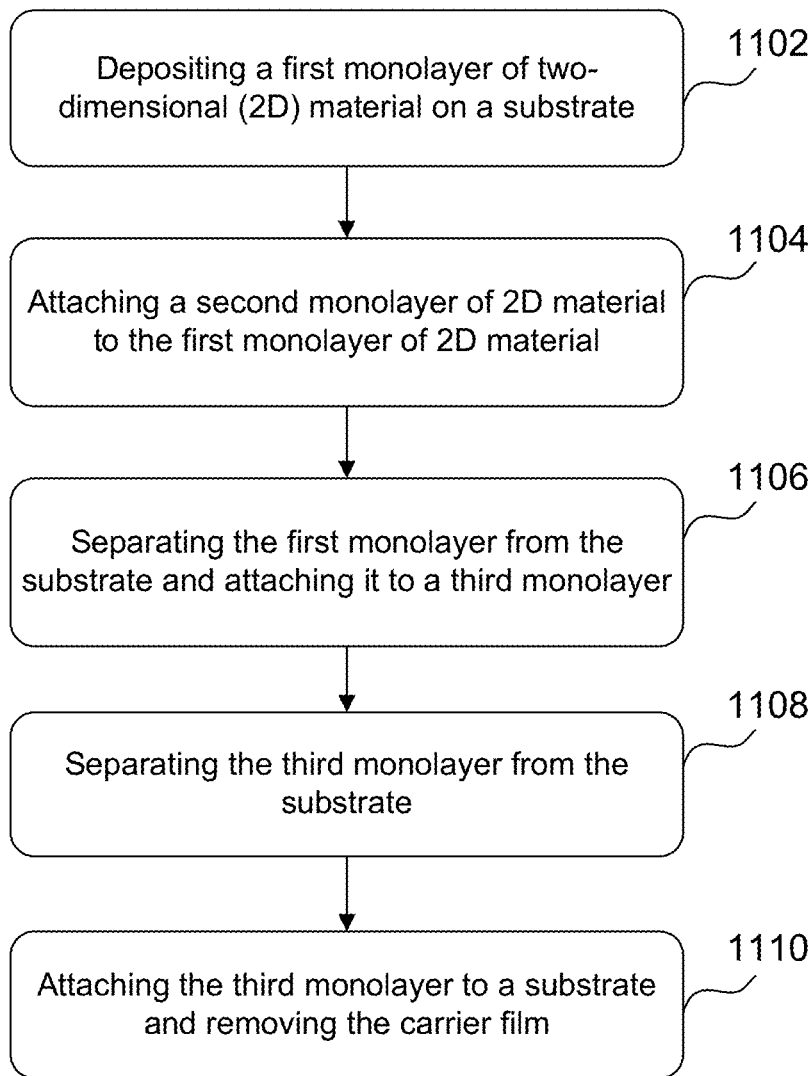 1102
Depositing a first monolayer of two-
dimensional (2D) material on a substrate
1104
Attaching a second monolayer of 2D material
to the first monolayer of 2D material
1106
Separating the first monolayer from the
substrate and attaching it to a third monolayer
1108
Separating the third monolayer from the
substrate
1110
Attaching the third monolayer to a substrate
and removing the carrier film